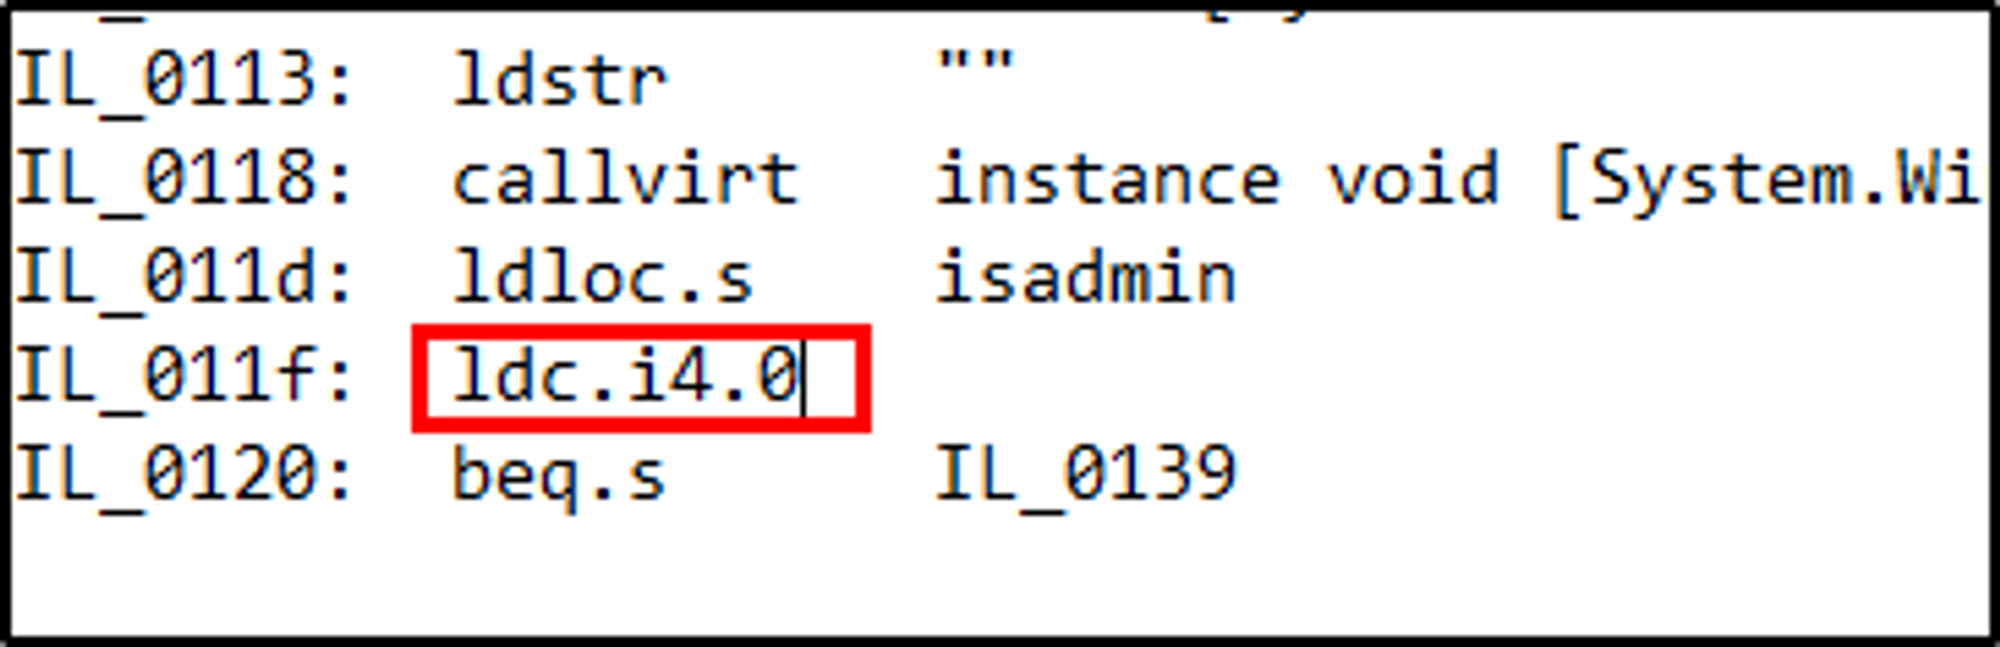 IL_0113: ldstr ""
IL_0118: callvirt instance void [System.Wi
IL_011d: ldloc.s isadmin
IL_011f: ldc.i4.0
IL_0120: beq.s IL_0139